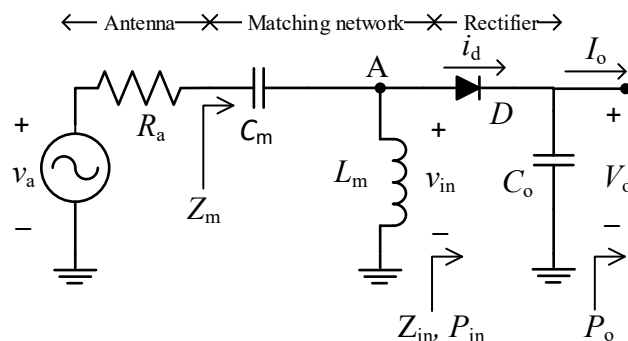 Antenna Matching network Rectifier
A i_d I_o
+ R_a C_m + D +
v_a L_m v_in C_o V_o
− Z_m − −
Z_in, P_in P_o